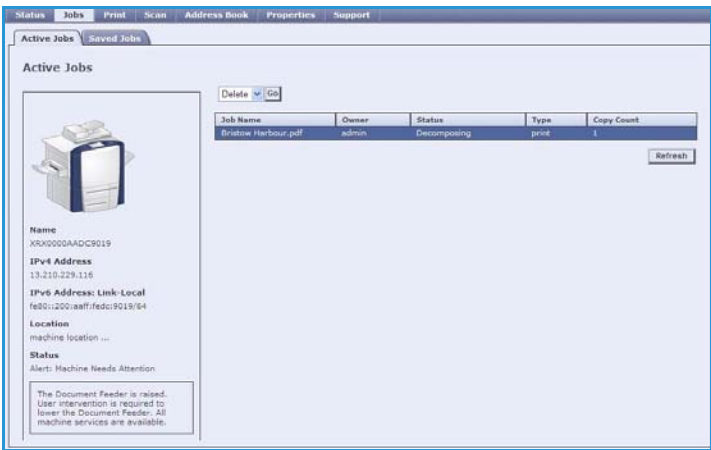 Status Jobs Print Scan Address Book Properties Support
Active Jobs Saved Jobs
Active Jobs
Delete Go
Job Name Owner Status Type Copy Count
Bristow Harbour.pdf admin Decomposing print 1
Refresh
Name
XRX0000AADC9019
IPv4 Address
13.210.229.116
IPv6 Address: Link-Local
fe80::200:aaff:fedc:9019/64
Location
machine location ...
Status
Alert: Machine Needs Attention
The Document Feeder is raised.
User intervention is required to
lower the Document Feeder. All
machine services are available.